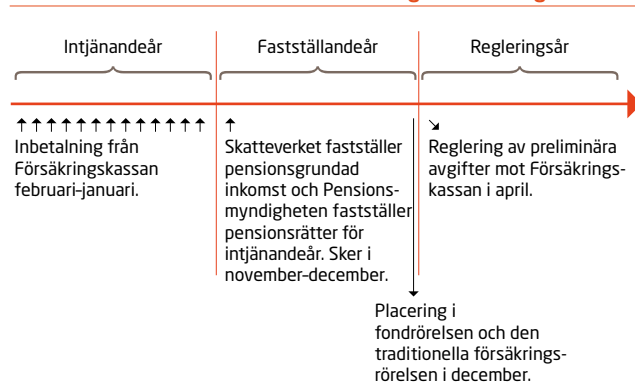 Intjänandeår
Fastställandeår
Regleringsår
Inbetalning från
Försäkringskassan
februari–januari.
Skatteverket fastställer
pensionsgrundad
inkomst och Pensions-
myndigheten fastställer
pensionsrätter för
intjänandeår. Sker i
november–december.
Reglering av preliminära
avgifter mot Försäkrings-
kassan i april.
Placering i
fondrörelsen och den
traditionella försäkrings-
rörelsen i december.